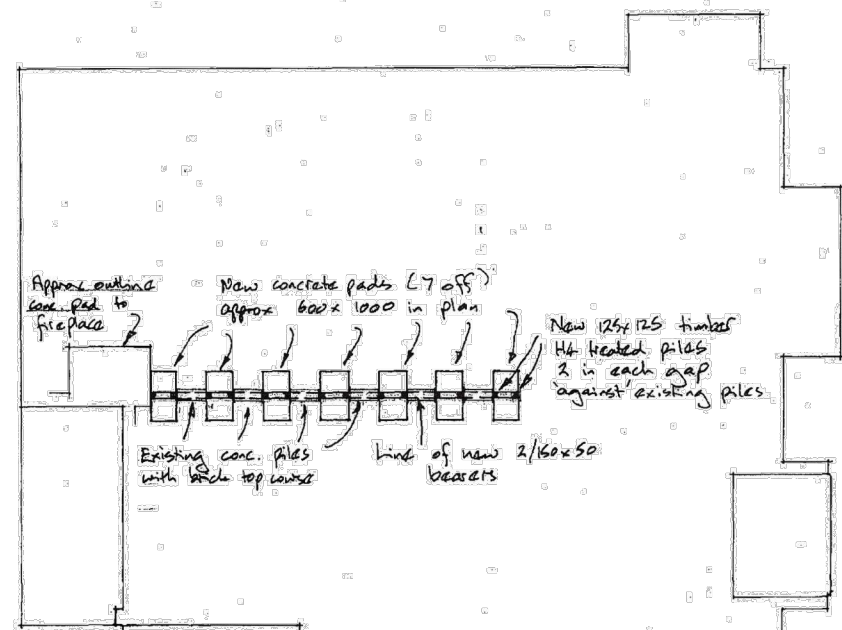 Approx outline
conc. pad to
fireplace
New concrete pads (7 off)
approx 600 x 1000 in plan
New 125x125 timber
H4 treated piles
2 in each gap
'against' existing piles
Existing conc. piles
with brick top course
Line of new 2/150x50
bearers